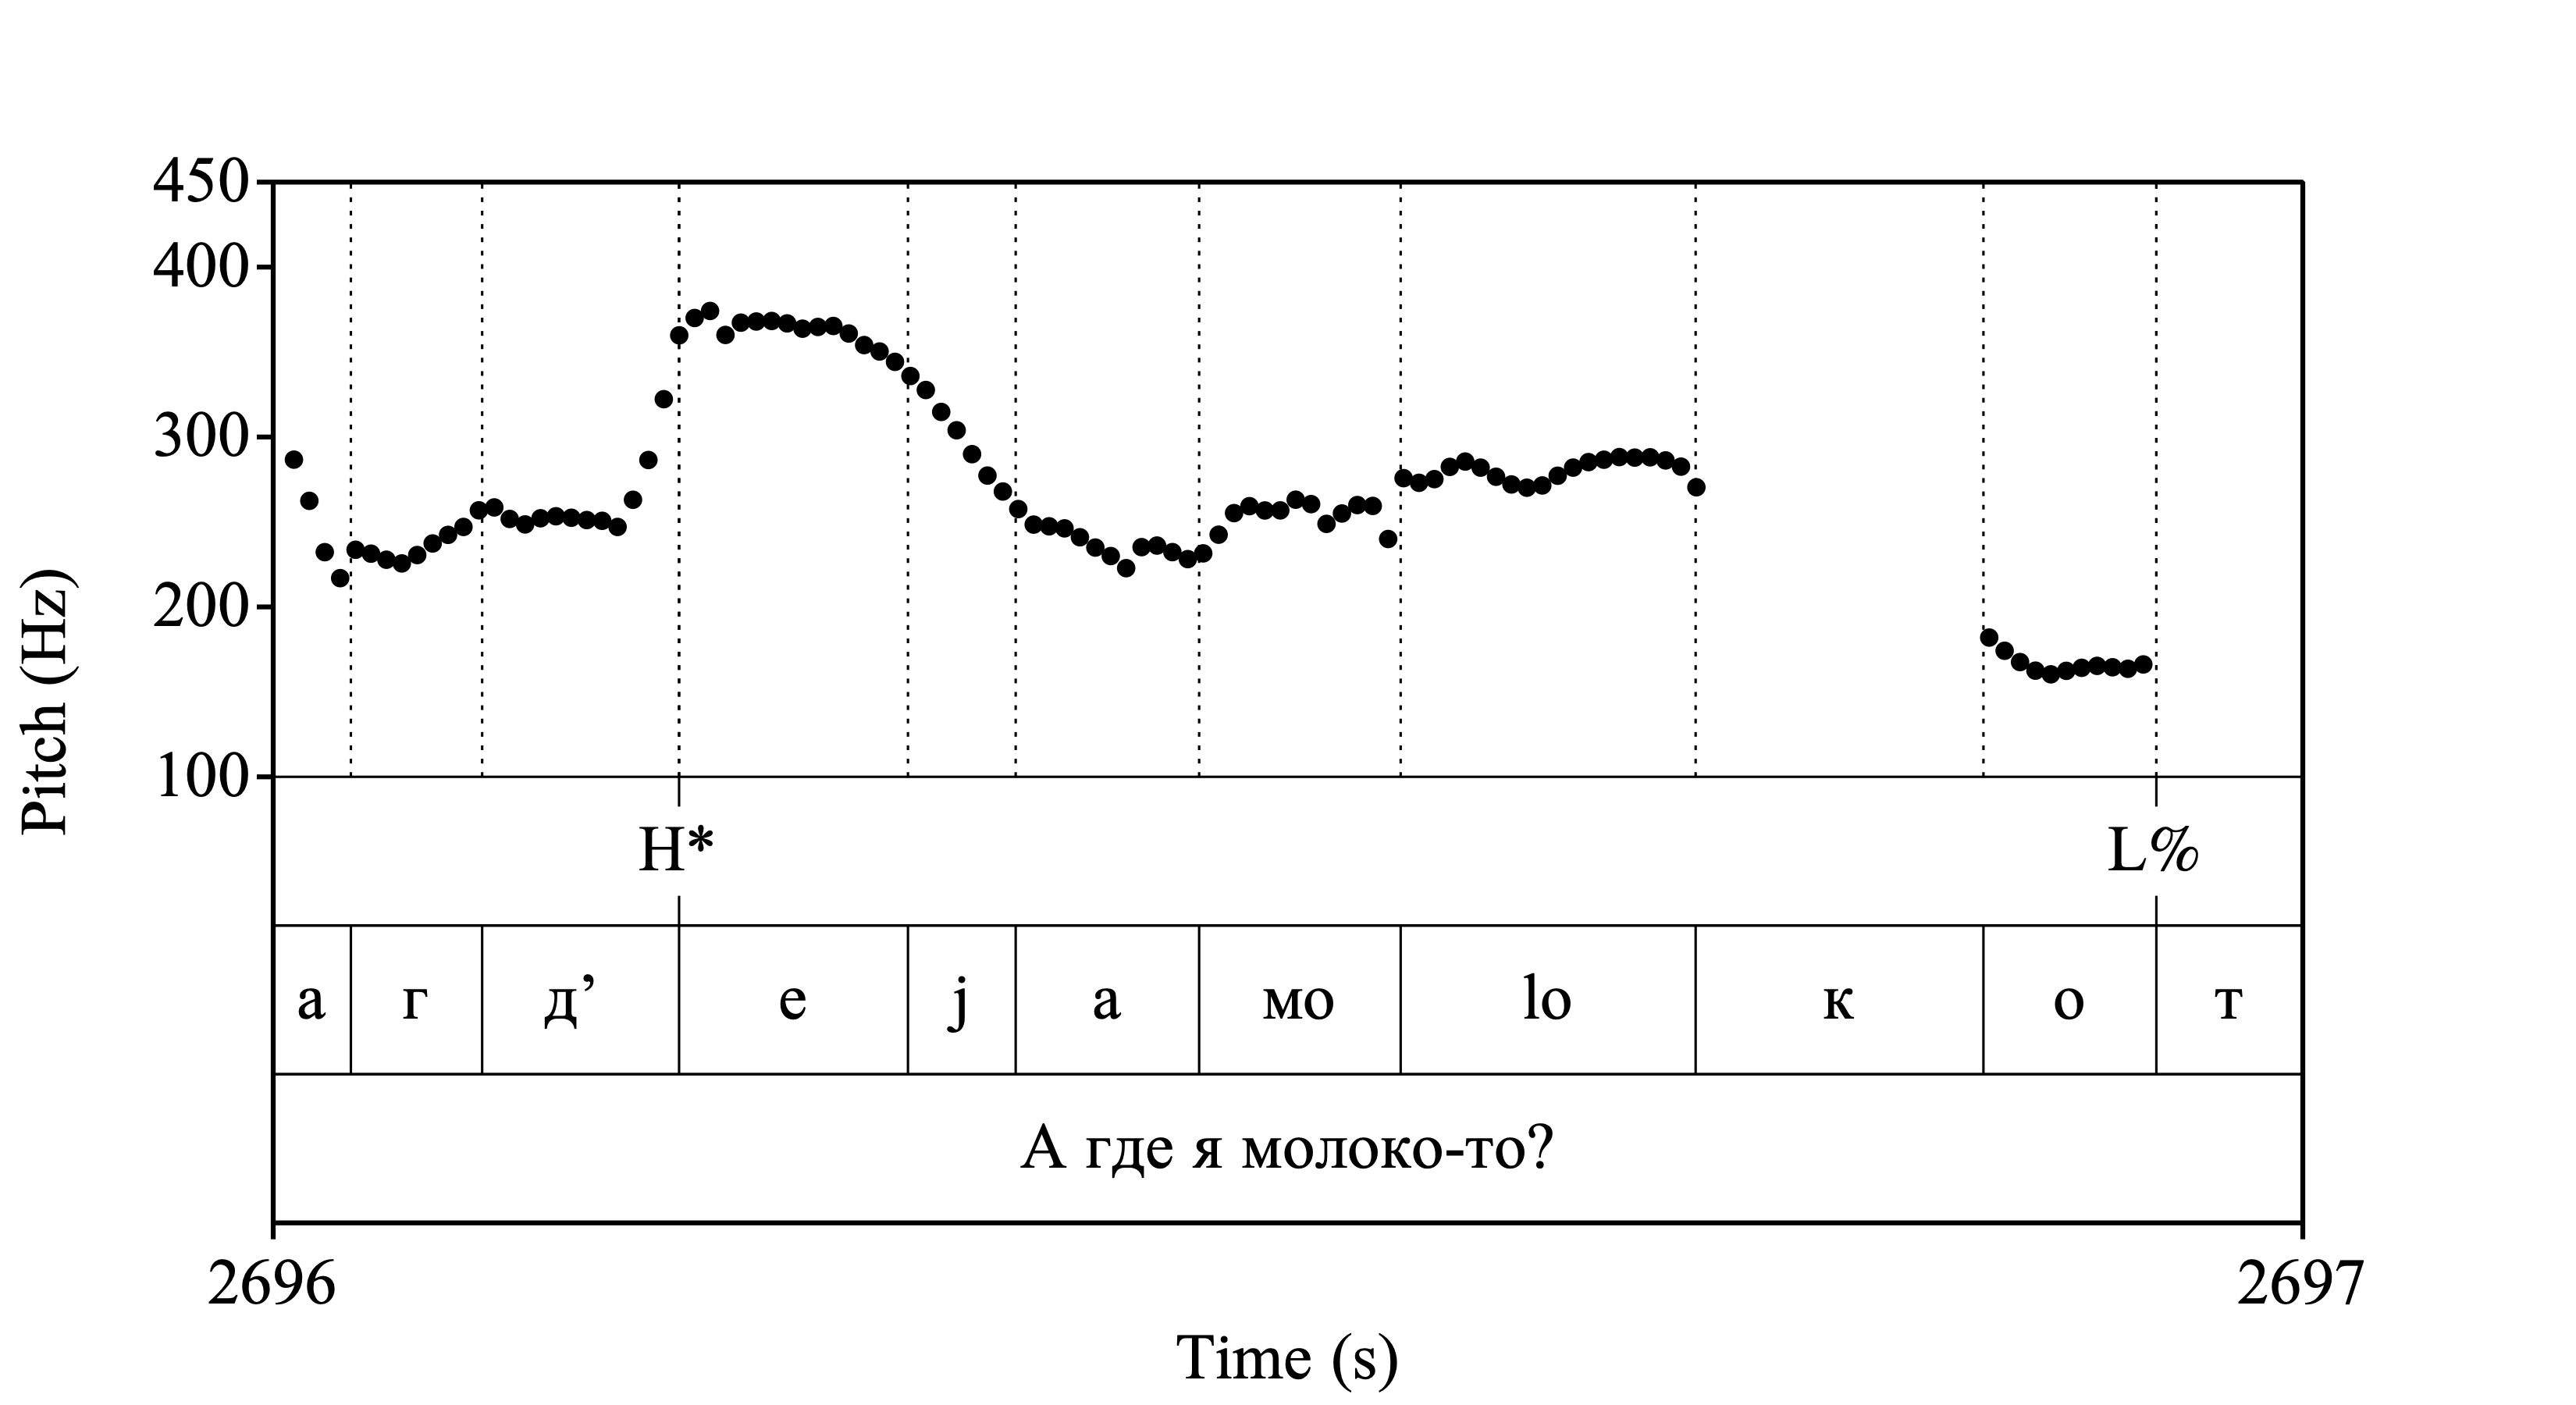 450
400
300
200
100
Pitch (Hz)
H* L%
а г д’ е j а мо lo к о т
А где я молоко-то?
2696 2697
Time (s)